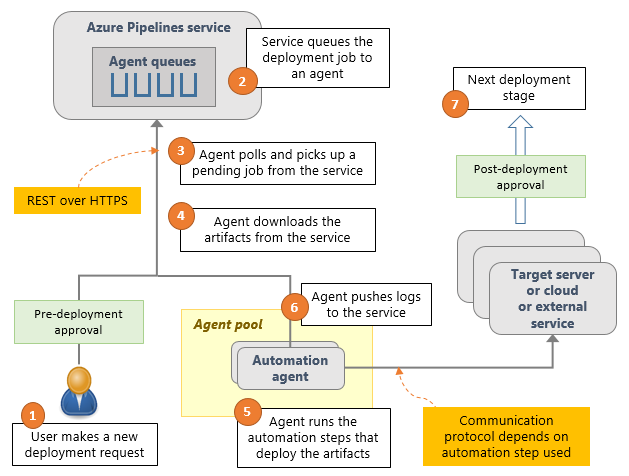 Azure Pipelines service
Agent queues
2
Service queues the
deployment job to
an agent
7
Next deployment
stage
3
Agent polls and picks up a
pending job from the service
Post-deployment
approval
REST over HTTPS
4
Agent downloads the
artifacts from the service
Target server
or cloud
or external
service
6
Agent pushes logs
to the service
Pre-deployment
approval
Agent pool
Automation
agent
1
User makes a new
deployment request
5
Agent runs the
automation steps that
deploy the artifacts
Communication
protocol depends on
automation step used